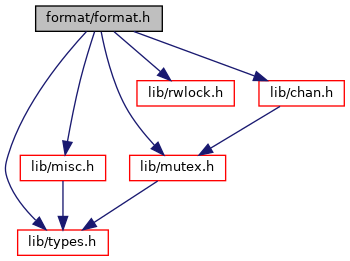 format/format.h
lib/rwlock.h
lib/chan.h
lib/misc.h
lib/mutex.h
lib/types.h